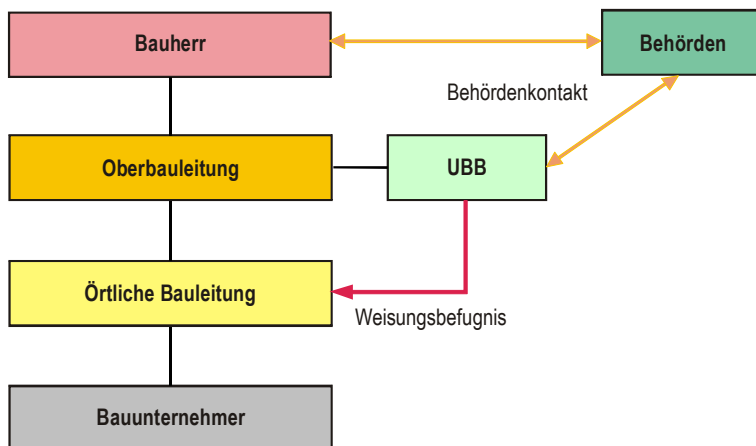 Bauherr
Behörden
Behördenkontakt
Oberbauleitung
UBB
Örtliche Bauleitung
Weisungsbefugnis
Bauunternehmer